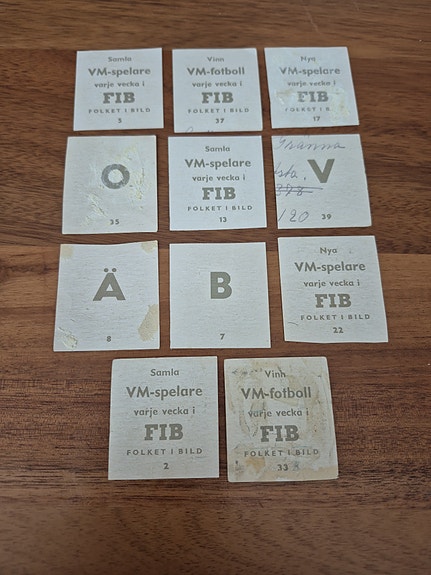 Samla
VM-spelare
varje vecka i
FIB
FOLKET I BILD
5
Vinn
VM-fotboll
varje vecka i
FIB
FOLKET I BILD
37
Nya
VM-spelare
varje vecka i
FIB
FOLKET I B
17
O
35
Samla
VM-spelare
varje vecka i
FIB
FOLKET I BILD
13
V
120
39
Ä
8
B
7
Nya
VM-spelare
varje vecka i
FIB
FOLKET I BILD
22
Samla
VM-spelare
varje vecka i
FIB
FOLKET I BILD
2
Vinn
VM-fotboll
varje vecka i
FIB
FOLKET I BILD
33